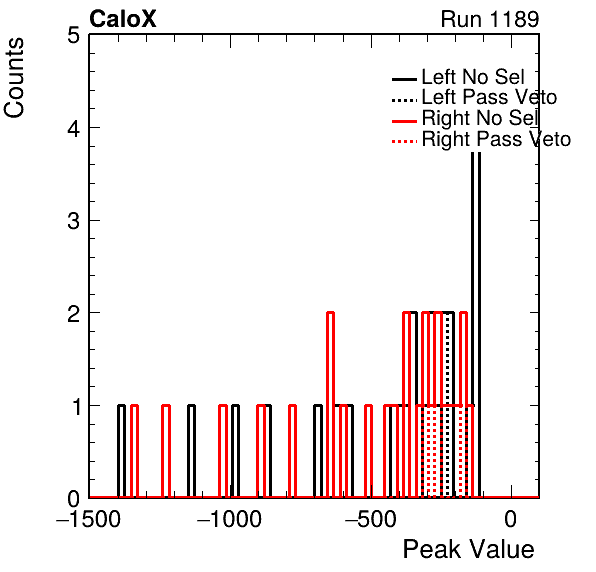 CaloX Run 1189
Counts
5
4
3
2
1
0
Left No Sel
Left Pass Veto
Right No Sel
Right Pass Veto
−1500 −1000 −500 0
Peak Value